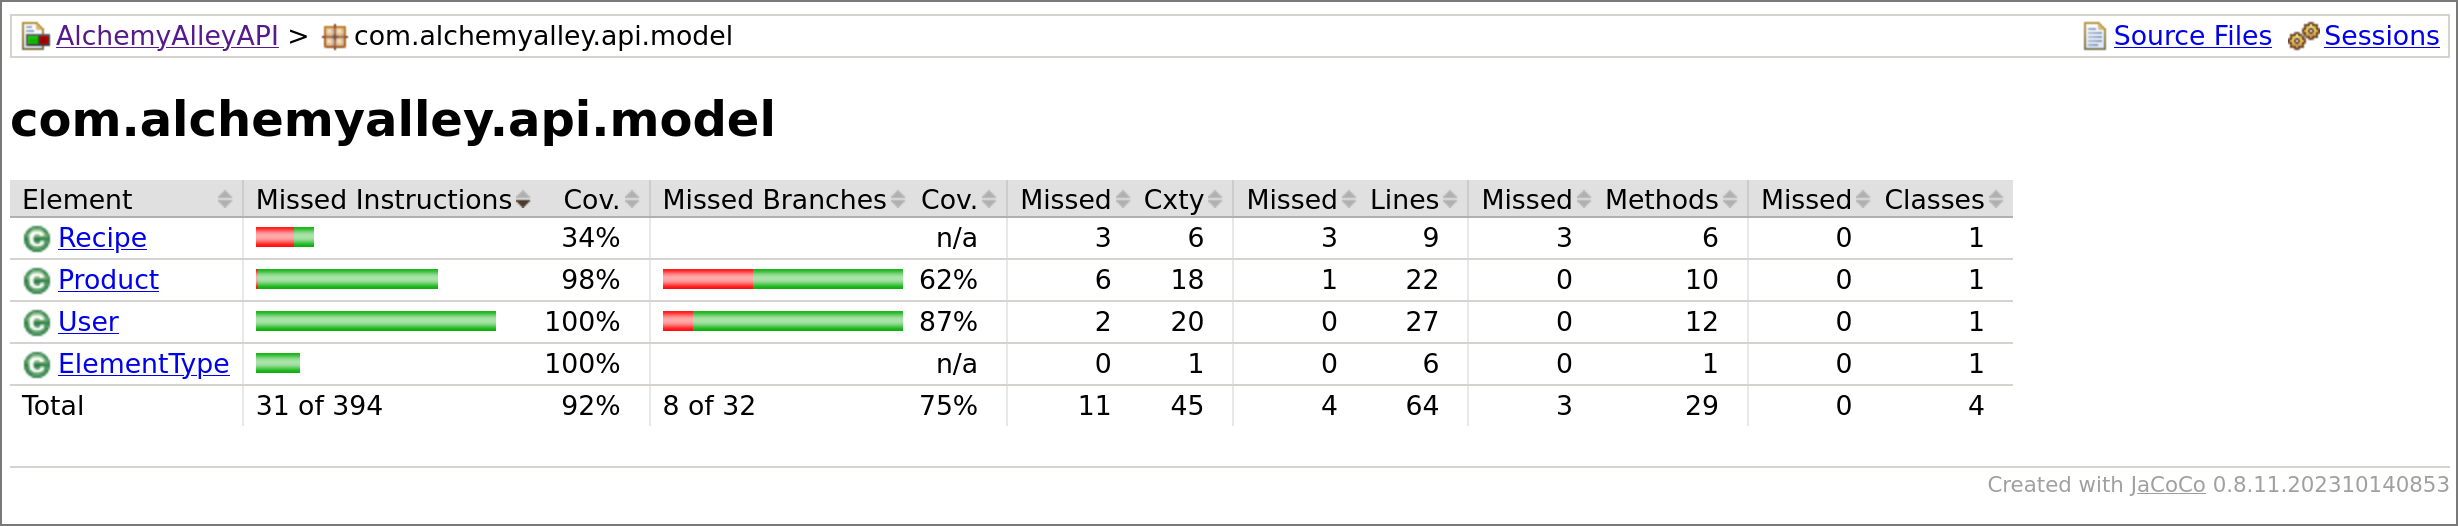 AlchemyAlleyAPI > com.alchemyalley.api.model Source Files Sessions
com.alchemyalley.api.model
Element Missed Instructions Cov. Missed Branches Cov. Missed Cxty Missed Lines Missed Methods Missed Classes
Recipe 34% n/a 3 6 3 9 3 6 0 1
Product 98% 62% 6 18 1 22 0 10 0 1
User 100% 87% 2 20 0 27 0 12 0 1
ElementType 100% n/a 0 1 0 6 0 1 0 1
Total 31 of 394 92% 8 of 32 75% 11 45 4 64 3 29 0 4
Created with JaCoCo 0.8.11.202310140853